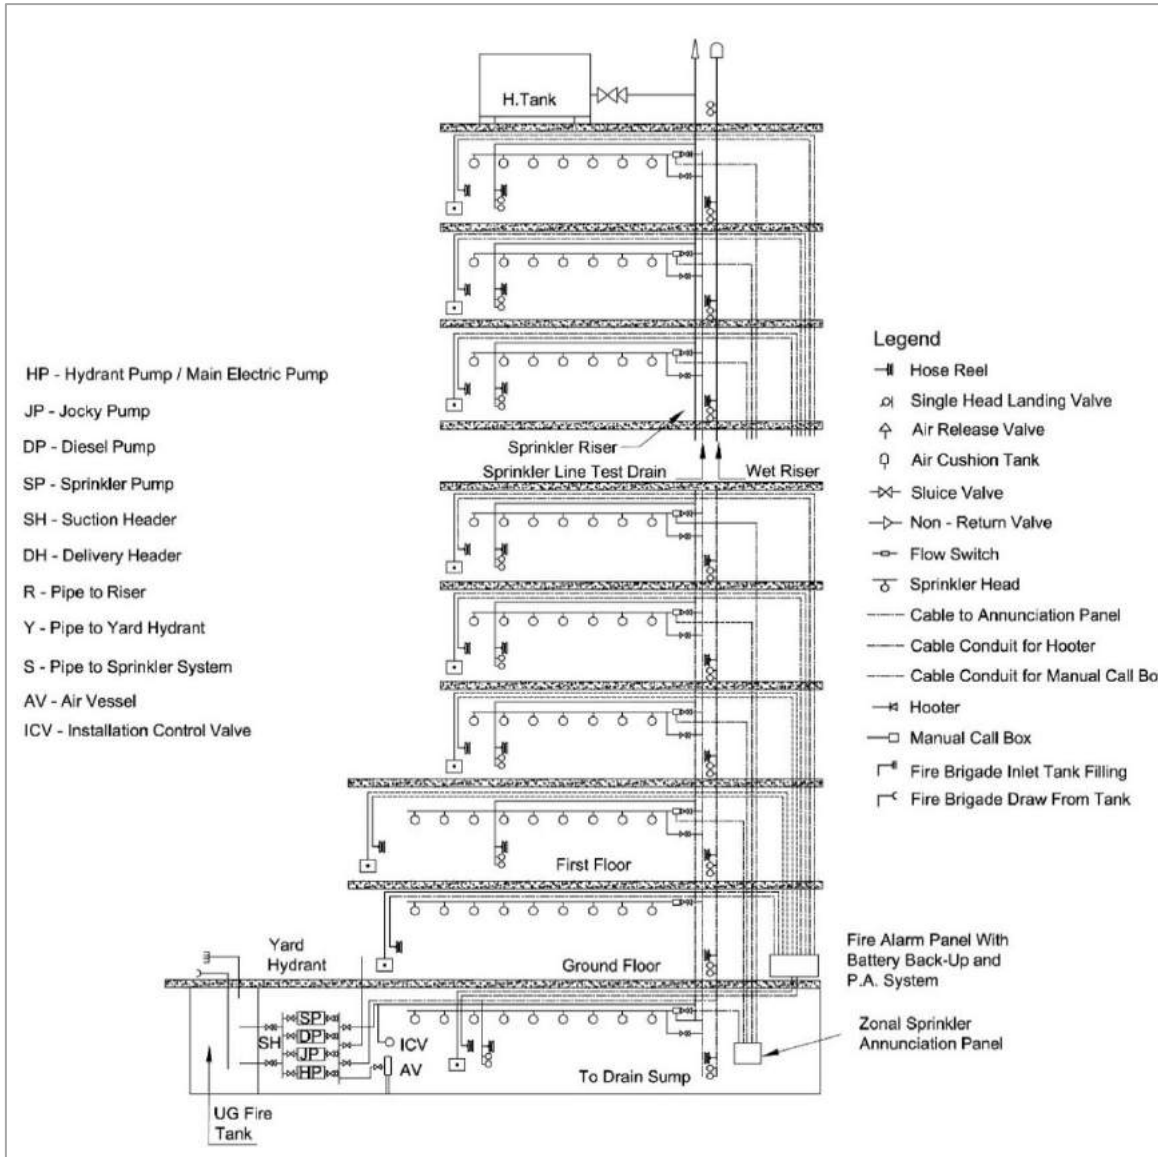 H.Tank
HP - Hydrant Pump / Main Electric Pump
JP - Jocky Pump
DP - Diesel Pump
SP - Sprinkler Pump
SH - Suction Header
DH - Delivery Header
R - Pipe to Riser
Y - Pipe to Yard Hydrant
S - Pipe to Sprinkler System
AV - Air Vessel
ICV - Installation Control Valve
Sprinkler Riser
Sprinkler Line Test Drain
Wet Riser
Legend
Hose Reel
Single Head Landing Valve
Air Release Valve
Air Cushion Tank
Sluice Valve
Non - Return Valve
Flow Switch
Sprinkler Head
Cable to Annunciation Panel
Cable Conduit for Hooter
Cable Conduit for Manual Call Bo
Hooter
Manual Call Box
Fire Brigade Inlet Tank Filling
Fire Brigade Draw From Tank
First Floor
Yard
Hydrant
Ground Floor
Fire Alarm Panel With
Battery Back-Up and
P.A. System
SP
DP
SH
JP
HP
ICV
AV
To Drain Sump
Zonal Sprinkler
Annunciation Panel
UG Fire
Tank